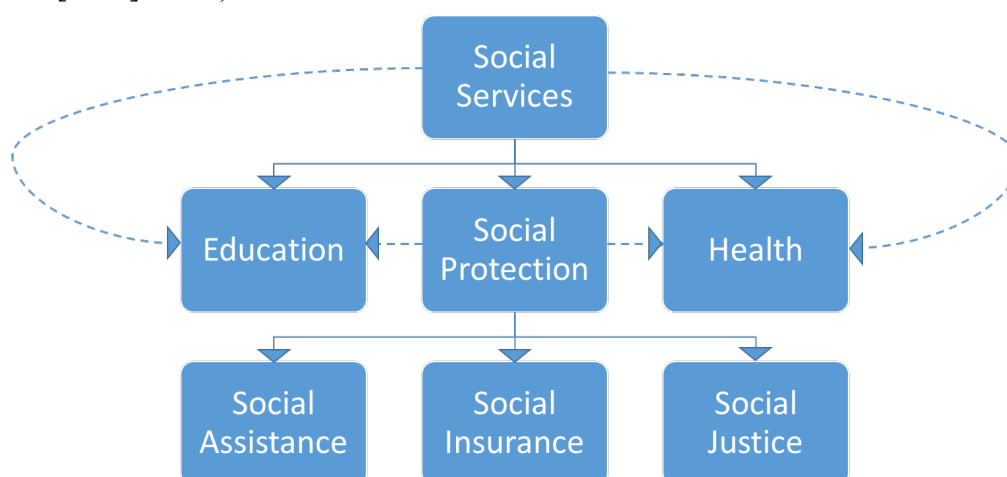 Social
Services
Education
Social
Protection
Health
Social
Assistance
Social
Insurance
Social
Justice